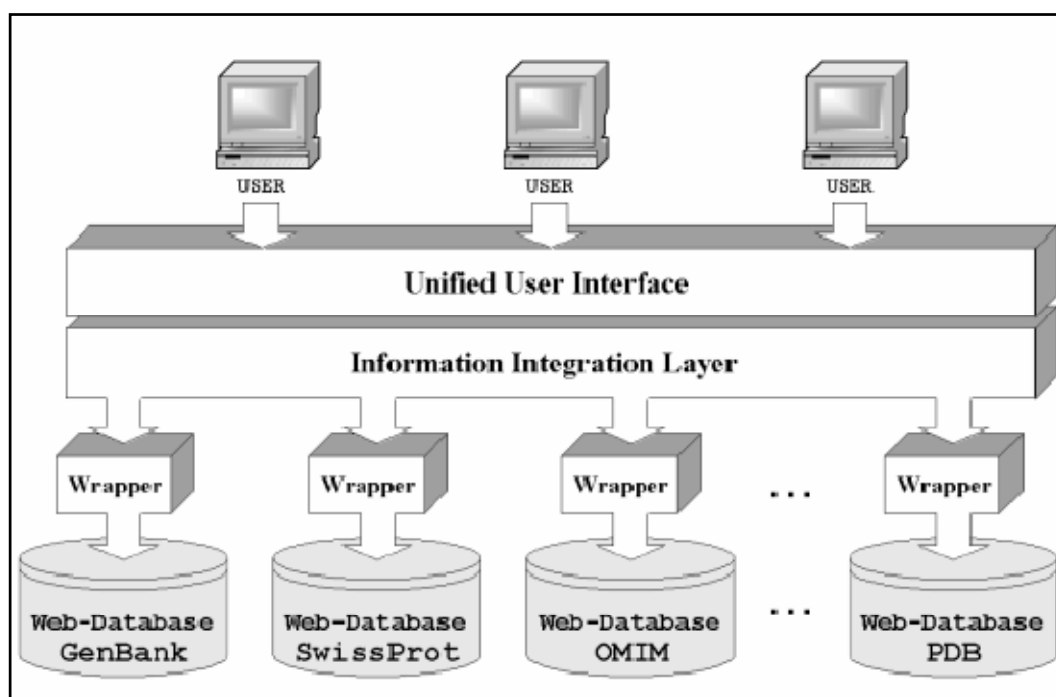 USER USER USER
Unified User Interface
Information Integration Layer
Wrapper Wrapper Wrapper ... Wrapper
Web-Database Web-Database Web-Database ... Web-Database
GenBank SwissProt OMIM PDB